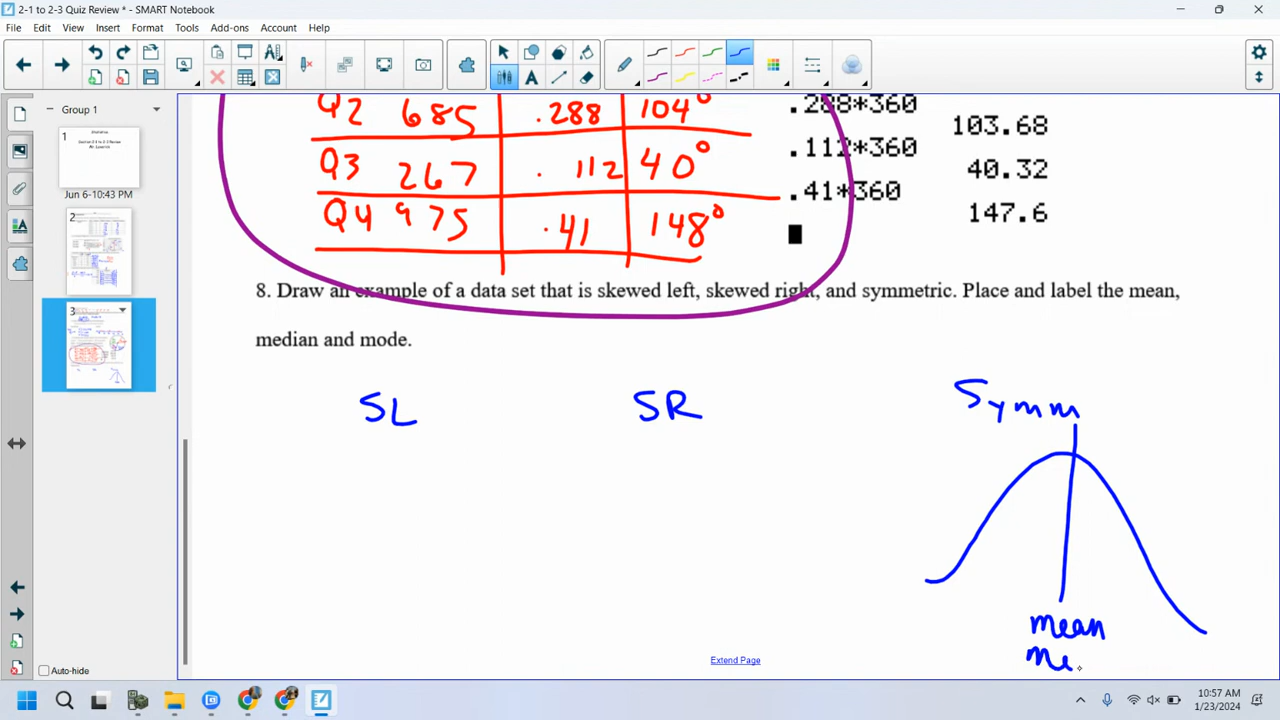 2-1 to 2-3 Quiz Review * - SMART Notebook
File Edit View Insert Format Tools Add-ons Account Help
Group 1
1
Jun 6-10:43 PM
2
3
Q2 685 .288 104°
Q3 267 .112 40°
Q4 975 .41 148°
.288*360
103.68
.112*360
40.32
.41*360
147.6
8. Draw an example of a data set that is skewed left, skewed right, and symmetric. Place and label the mean,
median and mode.
SL SR Symm
mean
me
Extend Page
Auto-hide
10:57 AM
1/23/2024